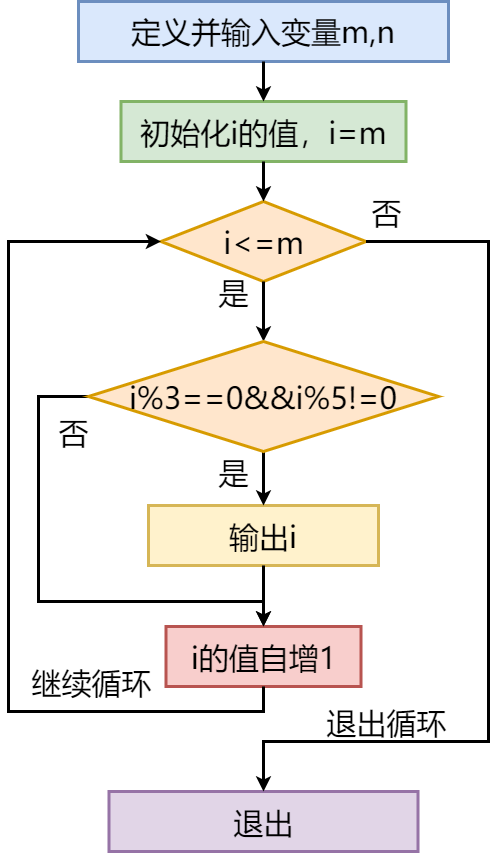 定义并输入变量m,n
初始化i的值，i=m
否
i<=m
是
i%3==0&&i%5!=0
否
是
输出i
i的值自增1
继续循环
退出循环
退出